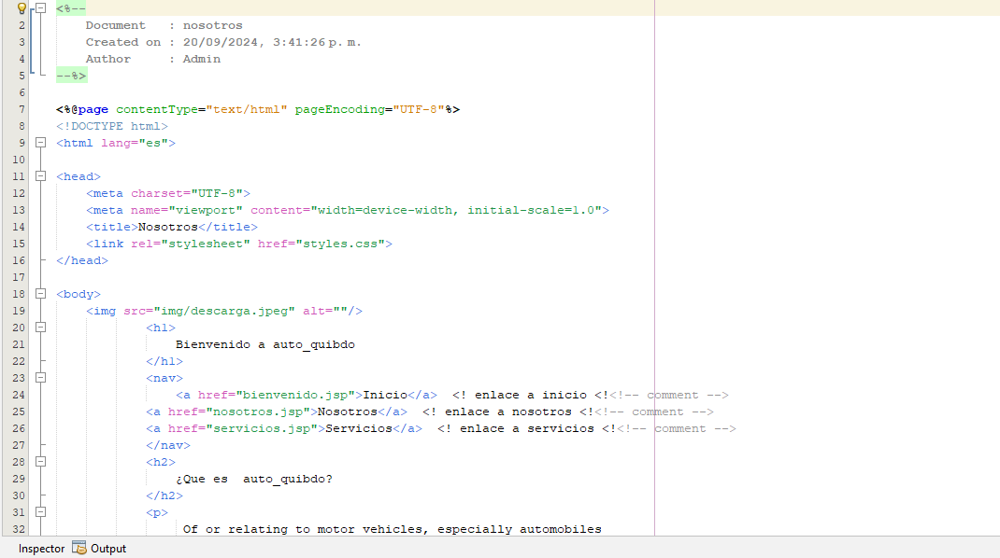 <%--
2 Document   : nosotros
3 Created on : 20/09/2024, 3:41:26 p. m.
4 Author     : Admin
5 --%>
6
7 <%@page contentType="text/html" pageEncoding="UTF-8"%>
8 <!DOCTYPE html>
9 <html lang="es">
10
11 <head>
12 <meta charset="UTF-8">
13 <meta name="viewport" content="width=device-width, initial-scale=1.0">
14 <title>Nosotros</title>
15 <link rel="stylesheet" href="styles.css">
16 </head>
17
18 <body>
19 <img src="img/descarga.jpeg" alt=""/>
20 <h1>
21 Bienvenido a auto_quibdo
22 </h1>
23 <nav>
24 <a href="bienvenido.jsp">Inicio</a>  <! enlace a inicio <!<!-- comment -->
25 <a href="nosotros.jsp">Nosotros</a>  <! enlace a nosotros <!<!-- comment -->
26 <a href="servicios.jsp">Servicios</a>  <! enlace a servicios <!<!-- comment -->
27 </nav>
28 <h2>
29 ¿Que es  auto_quibdo?
30 </h2>
31 <p>
32 Of or relating to motor vehicles, especially automobiles
Inspector Output